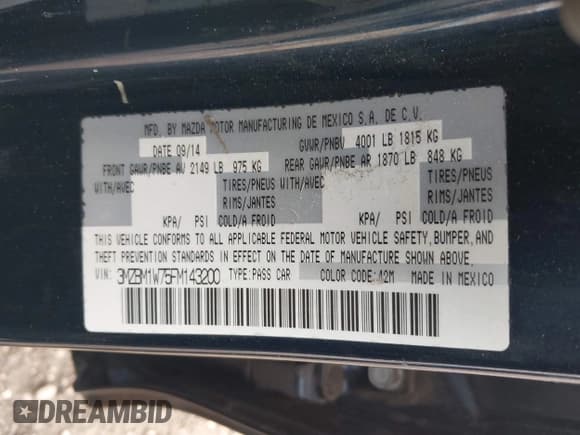 MFD. BY MAZDA MOTOR MANUFACTURING DE MEXICO S.A. DE C.V.
DATE 09/14 GVWR/PNBV 4001 LB 1815 KG
FRONT GAWR/PNBE AV 2149 LB 975 KG REAR GAWR/PNBE AR 1870 LB 848 KG
WITH/AVEC TIRES/PNEUS WITH/AVEC TIRES/PNEUS
RIMS/JANTES RIMS/JANTES
KPA/ PSI COLD/A FROID KPA/ PSI COLD/A FROID
THIS VEHICLE CONFORMS TO ALL APPLICABLE FEDERAL MOTOR VEHICLE SAFETY, BUMPER, AND
THEFT PREVENTION STANDARDS IN EFFECT ON THE DATE OF MANUFACTURE SHOWN ABOVE.
VIN: 3MZBM1W75FM143200 TYPE:PASS CAR COLOR CODE:42M MADE IN MEXICO
DREAMBID